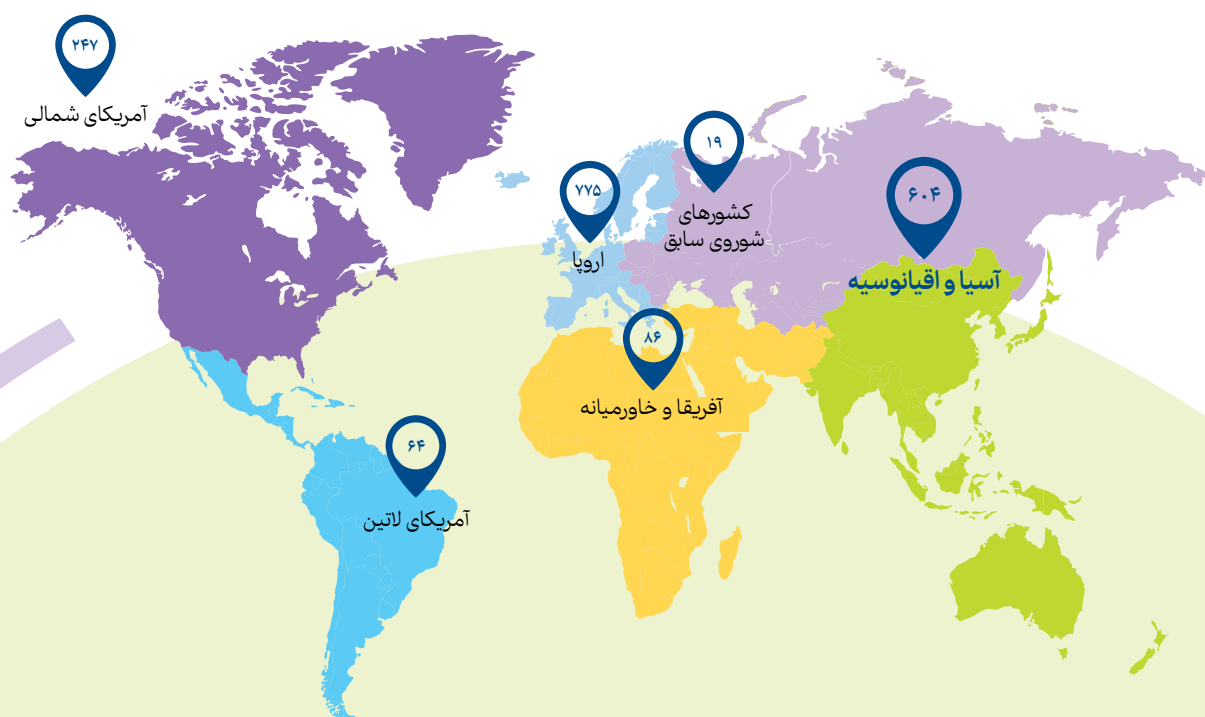 ۲۴۷
آمریکای شمالی
۱۹
کشورهای
شوروی سابق
۷۷۵
اروپا
۶۰۴
آسیا و اقیانوسیه
۸۶
آفریقا و خاورمیانه
۶۴
آمریکای لاتین